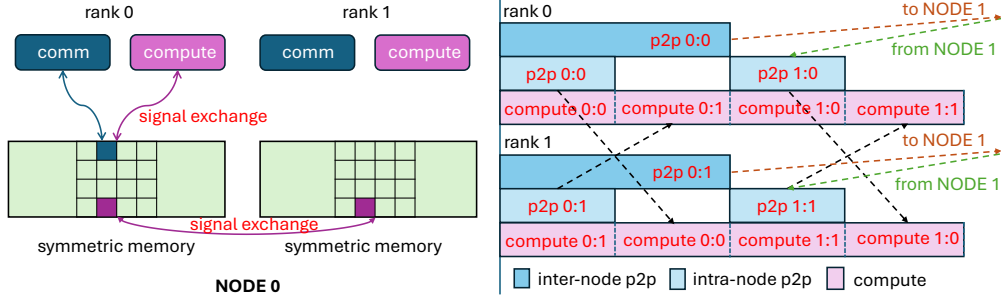 rank 0
rank 1
comm
compute
comm
compute
signal exchange
signal exchange
symmetric memory
symmetric memory
NODE 0
rank 0
to NODE 1
p2p 0:0
from NODE 1
p2p 0:0
p2p 1:0
compute 0:0
compute 0:1
compute 1:0
compute 1:1
rank 1
to NODE 1
p2p 0:1
from NODE 1
p2p 0:1
p2p 1:1
compute 0:1
compute 0:0
compute 1:1
compute 1:0
inter-node p2p
intra-node p2p
compute